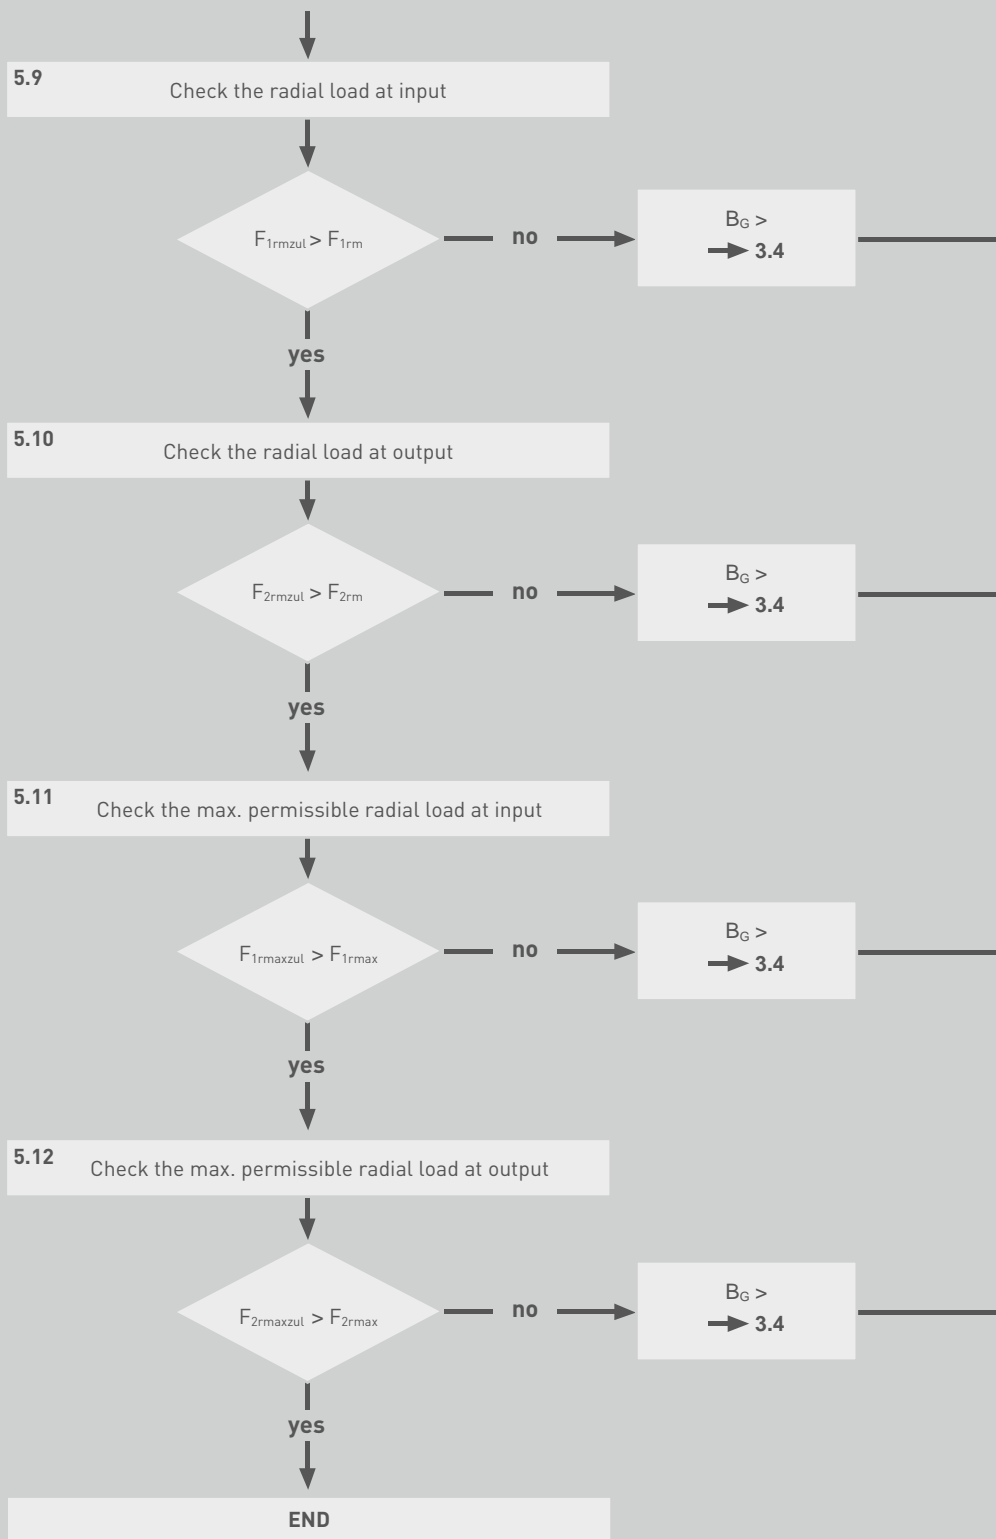 5.9
Check the radial load at input
F1rmzul > F1rm
no
BG >
3.4
yes
5.10
Check the radial load at output
F2rmzul > F2rm
no
BG >
3.4
yes
5.11
Check the max. permissible radial load at input
F1rmaxzul > F1rmax
no
BG >
3.4
yes
5.12
Check the max. permissible radial load at output
F2rmaxzul > F2rmax
no
BG >
3.4
yes
END